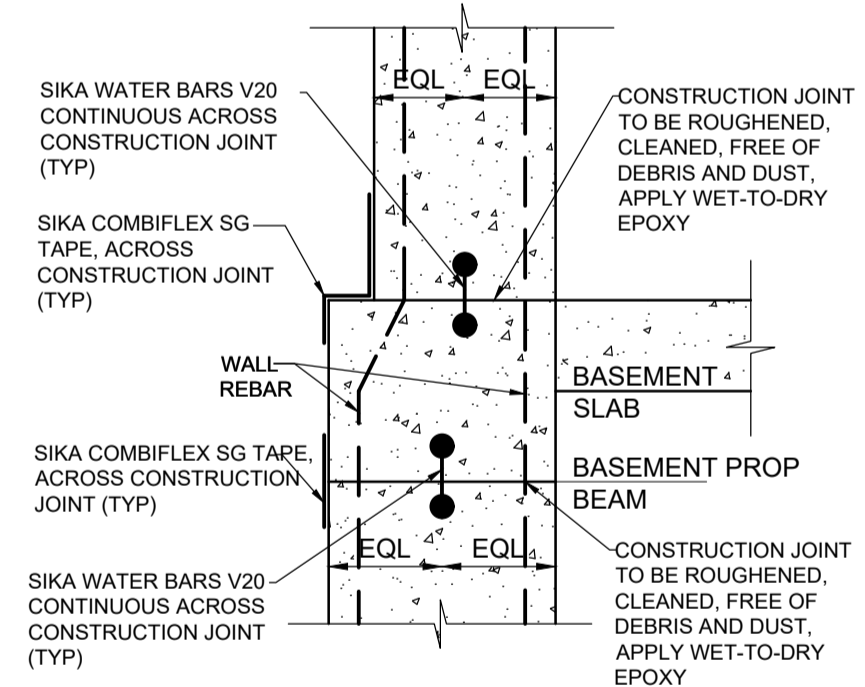 SIKA WATER BARS V20
CONTINUOUS ACROSS
CONSTRUCTION JOINT
(TYP)
EQL
EQL
CONSTRUCTION JOINT
TO BE ROUGHENED,
CLEANED, FREE OF
DEBRIS AND DUST,
APPLY WET-TO-DRY
EPOXY
SIKA COMBIFLEX SG
TAPE, ACROSS
CONSTRUCTION JOINT
(TYP)
WALL
REBAR
BASEMENT
SLAB
SIKA COMBIFLEX SG TAPE,
ACROSS CONSTRUCTION
JOINT (TYP)
BASEMENT PROP
BEAM
EQL
EQL
SIKA WATER BARS V20
CONTINUOUS ACROSS
CONSTRUCTION JOINT
(TYP)
CONSTRUCTION JOINT
TO BE ROUGHENED,
CLEANED, FREE OF
DEBRIS AND DUST,
APPLY WET-TO-DRY
EPOXY